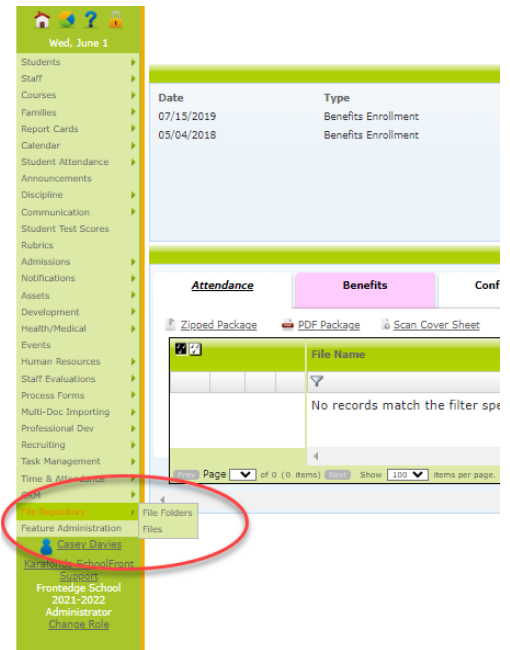 Wed, June 1
Students
Staff
Courses
Families
Report Cards
Calendar
Student Attendance
Announcements
Discipline
Communication
Student Test Scores
Rubrics
Admissions
Notifications
Assets
Development
Health/Medical
Events
Human Resources
Staff Evaluations
Process Forms
Multi-Doc Importing
Professional Dev
Recruiting
Task Management
Time & Attendance
CRM
File Repository
Feature Administration
File Folders
Files
Casey Davies
Karatondo SchoolFront
Support
Frontedge School
2021-2022
Administrator
Change Role
Date Type
07/15/2019 Benefits Enrollment
05/04/2018 Benefits Enrollment
Attendance Benefits Conf
Zipped Package PDF Package Scan Cover Sheet
File Name
No records match the filter spe
Prev Page of 0 (0 items) Next Show 100 items per page.